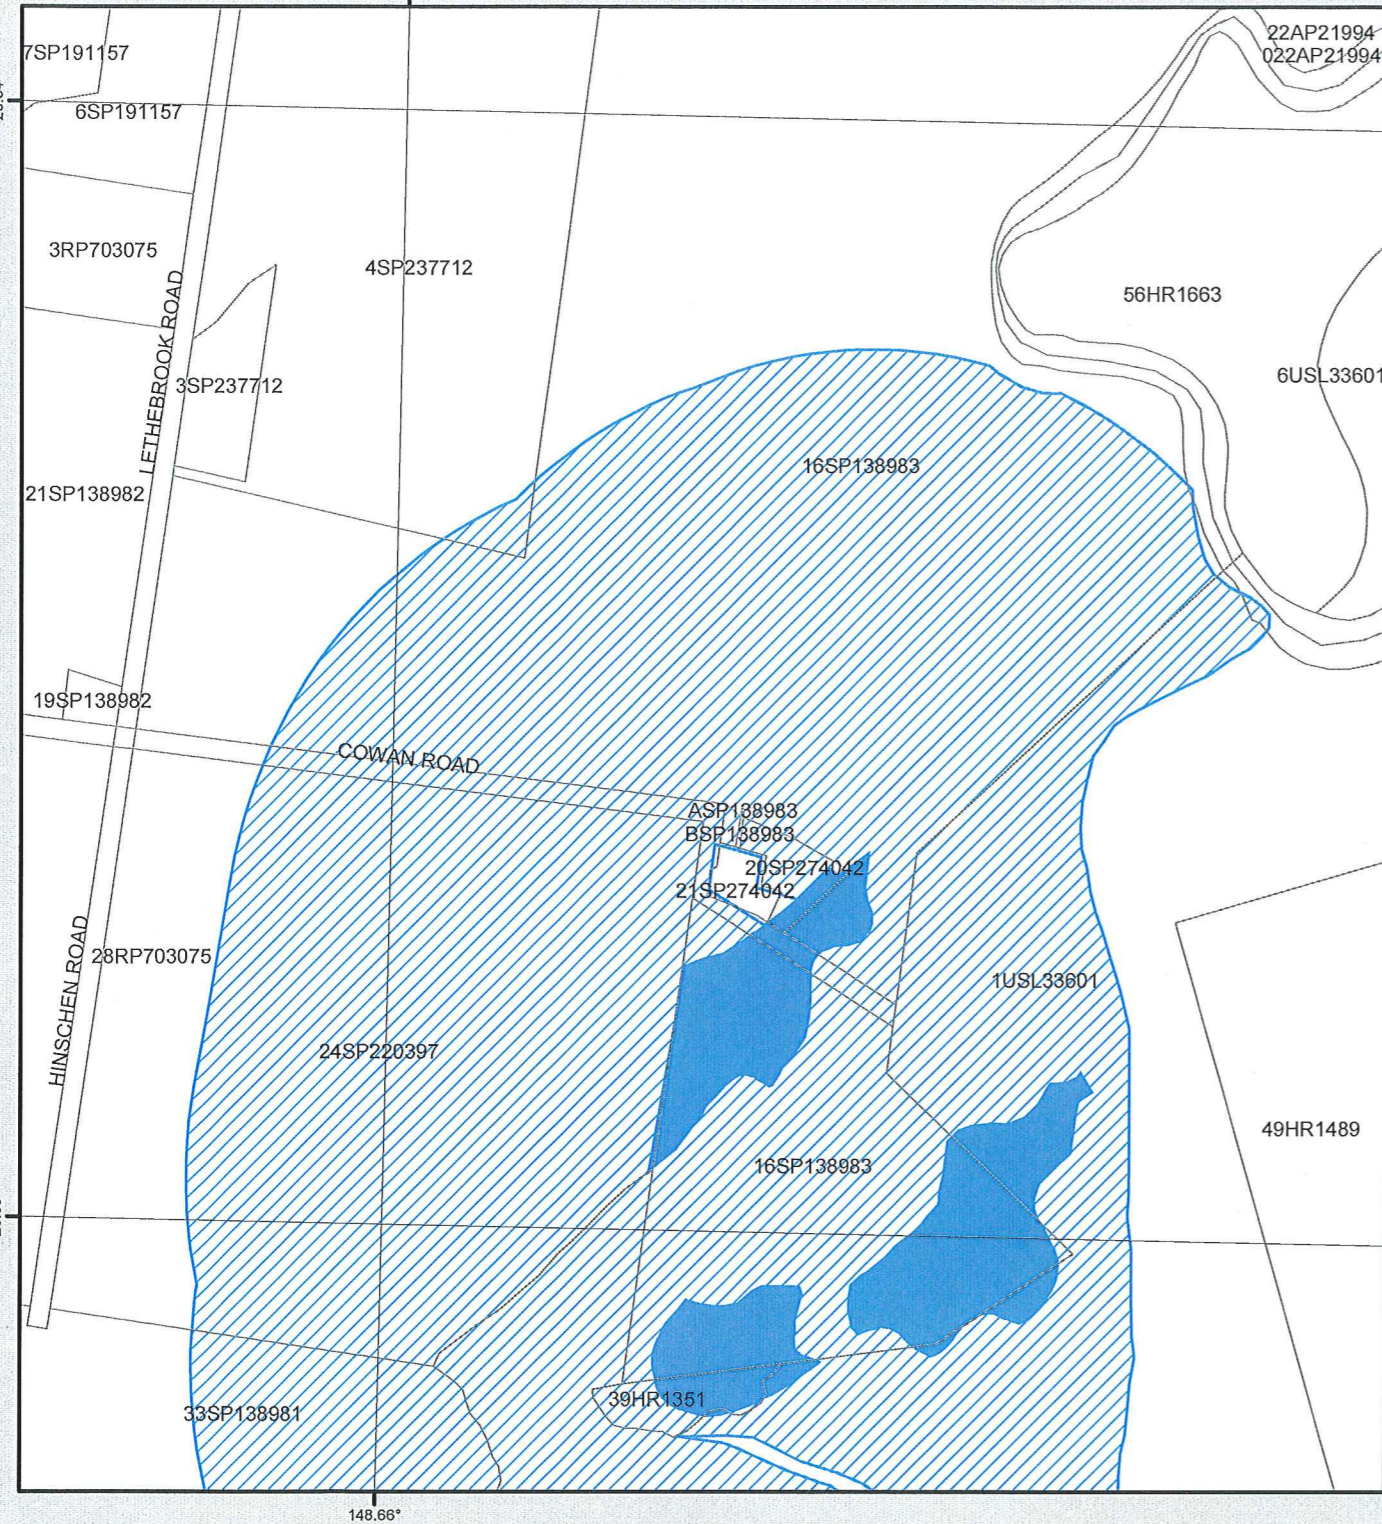 22AP21994
7SP191157
022AP21994
6SP191157
3RP703075
4SP237712
56HR1663
LETHEBROOK ROAD
6USL33601
3SP237712
16SP138983
21SP138982
19SP138982
COWAN ROAD
ASP138983
BSP138983
20SP274042
21SP274042
28RP703075
HINSCHEN ROAD
1USL33601
24SP220397
49HR1489
16SP138983
39HR1351
33SP138981
148.66°